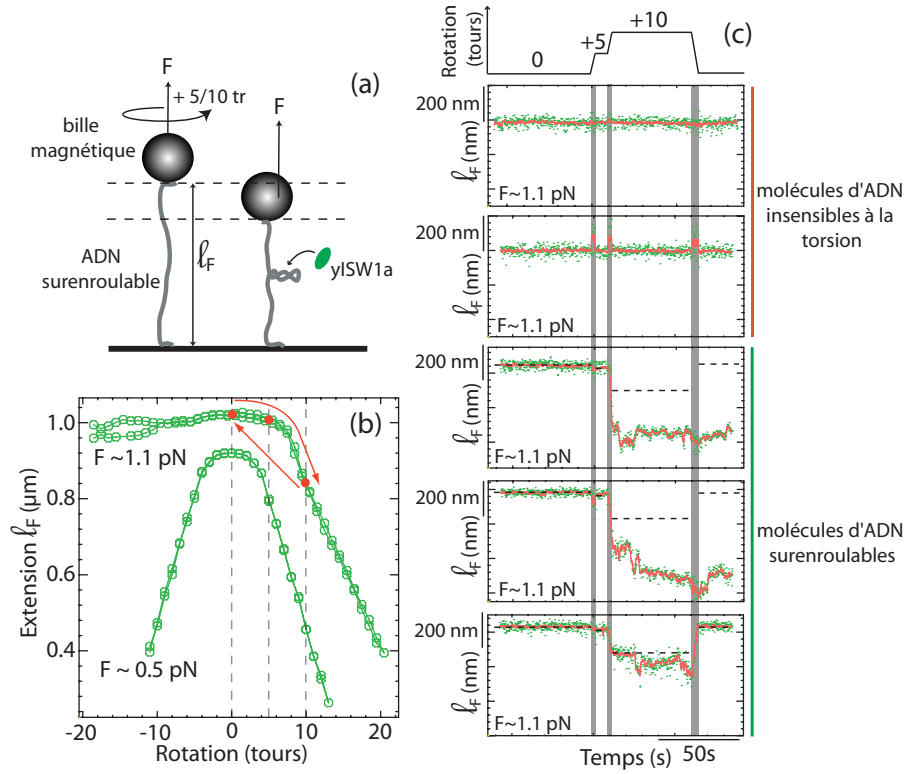 (a)
F
+ 5/10 tr
bille
magnétique
F
ℓF
ADN
surenroulable
yISW1a
(b)
Extension ℓF (µm)
1.0
0.8
0.6
0.4
F ~1.1 pN
F ~ 0.5 pN
-20 -10 0 10 20
Rotation (tours)
(c)
Rotation
(tours)
0
+5
+10
200 nm
ℓF (nm)
F~1.1 pN
200 nm
ℓF (nm)
F~1.1 pN
molécules d'ADN
insensibles à la
torsion
200 nm
ℓF (nm)
F~1.1 pN
200 nm
ℓF (nm)
F~1.1 pN
200 nm
ℓF (nm)
F~1.1 pN
molécules d'ADN
surenroulables
Temps (s)
50s